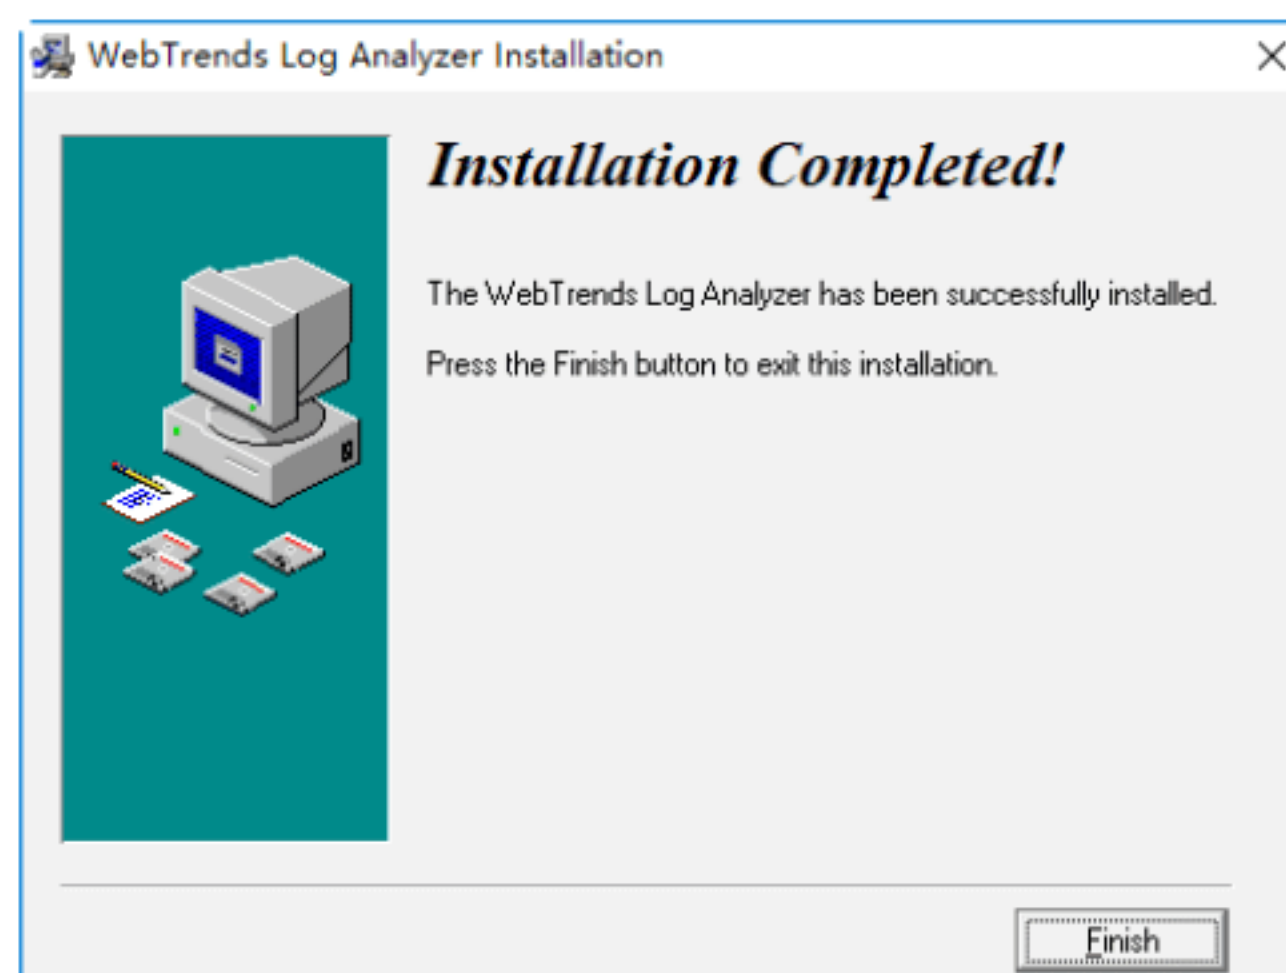 WebTrends Log Analyzer Installation
Installation Completed!
The WebTrends Log Analyzer has been successfully installed.
Press the Finish button to exit this installation.
Finish